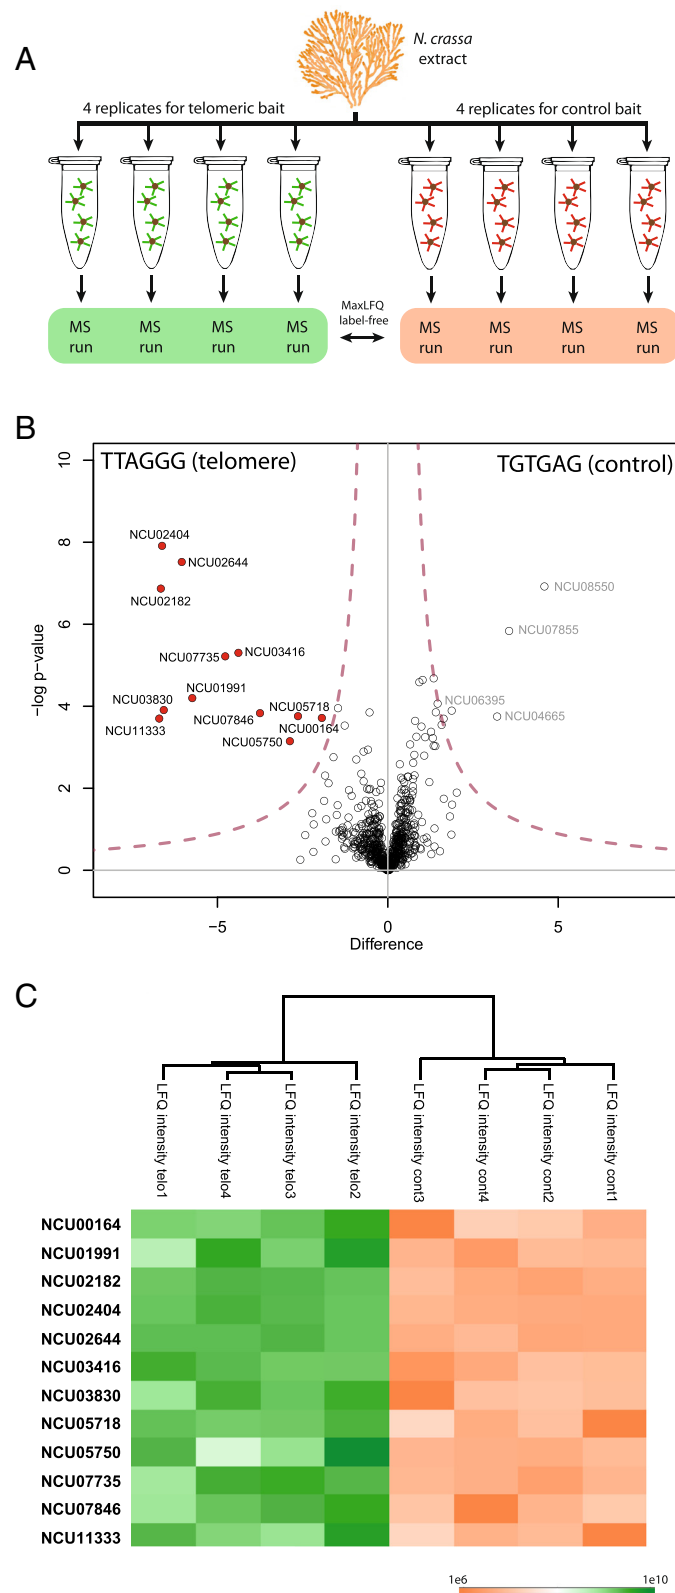 A
N. crassa
extract
4 replicates for telomeric bait
4 replicates for control bait
MaxLFQ
label-free
MS MS MS MS MS MS MS MS
run run run run run run run run
B
TTAGGG (telomere) TGTGAG (control)
10
8
6
4
2
0
−log p−value
NCU02404
NCU02644
NCU02182
NCU03416
NCU07735
NCU01991
NCU03830
NCU11333
NCU07846
NCU05718
NCU00164
NCU05750
NCU08550
NCU07855
NCU06395
NCU04665
−5 0 5
Difference
C
LFQ intensity telo1
LFQ intensity telo4
LFQ intensity telo3
LFQ intensity telo2
LFQ intensity cont3
LFQ intensity cont4
LFQ intensity cont2
LFQ intensity cont1
NCU00164
NCU01991
NCU02182
NCU02404
NCU02644
NCU03416
NCU03830
NCU05718
NCU05750
NCU07735
NCU07846
NCU11333
1e6 1e10